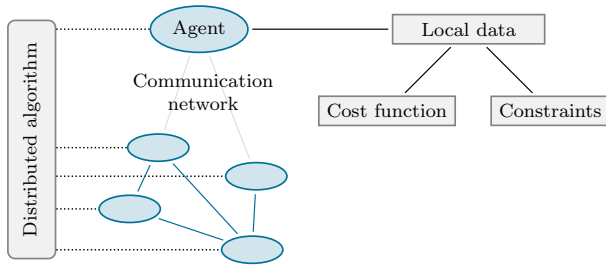 Distributed algorithm
Agent
Local data
Communication
network
Cost function
Constraints